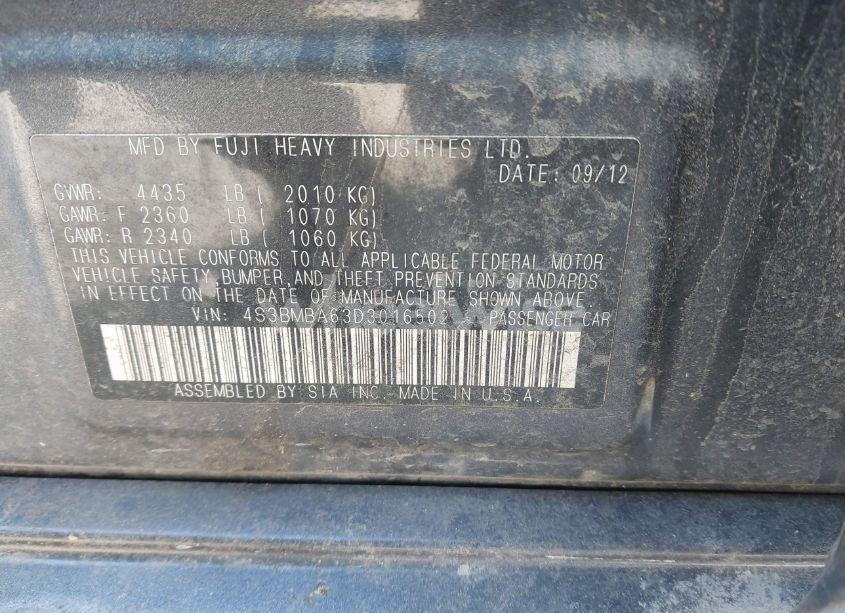 MFD BY FUJI HEAVY INDUSTRIES LTD.
DATE: 09/12
GVWR: 4435 LB ( 2010 KG)
GAWR: F 2360 LB ( 1070 KG)
GAWR: R 2340 LB ( 1060 KG)
THIS VEHICLE CONFORMS TO ALL APPLICABLE FEDERAL MOTOR
VEHICLE SAFETY,BUMPER,AND THEFT PREVENTION STANDARDS
IN EFFECT ON THE DATE OF MANUFACTURE SHOWN ABOVE.
VIN: 4S3BMBA63D3016502 PASSENGER CAR
ASSEMBLED BY SIA INC. MADE IN U.S.A.